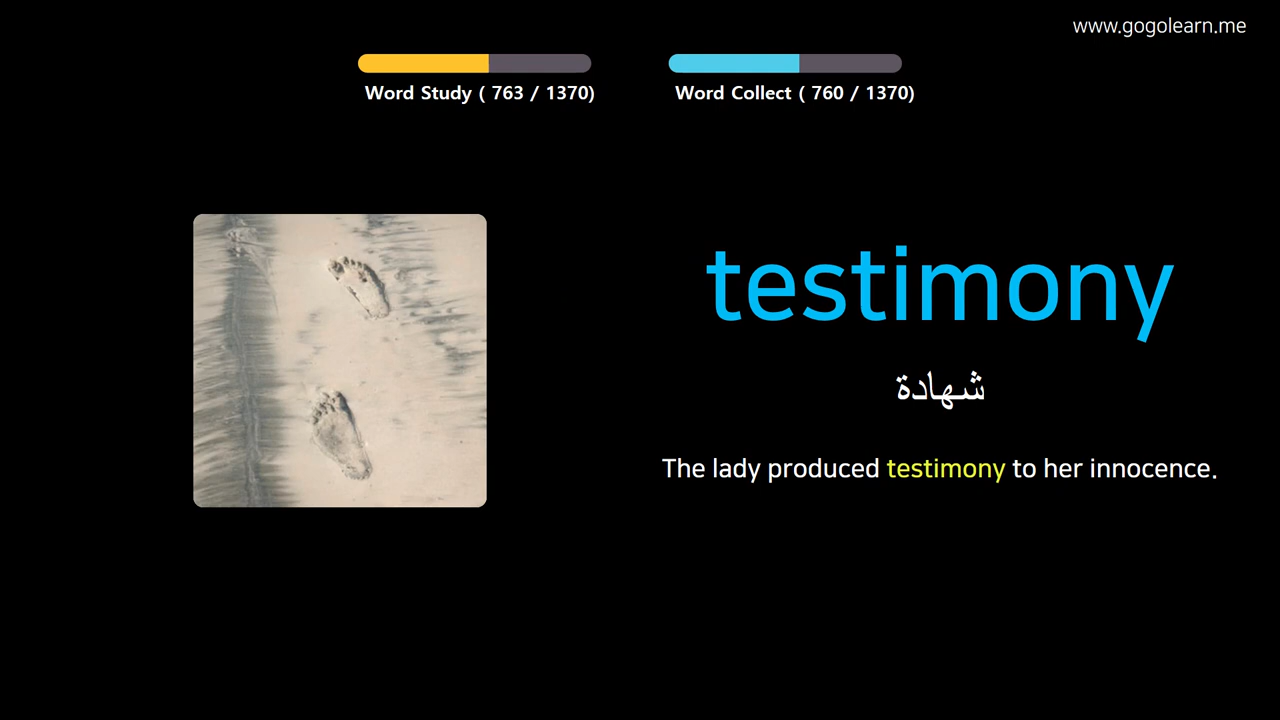 www.gogolearn.me
Word Study ( 763 / 1370)
Word Collect ( 760 / 1370)
testimony
شهادة
The lady produced testimony to her innocence.